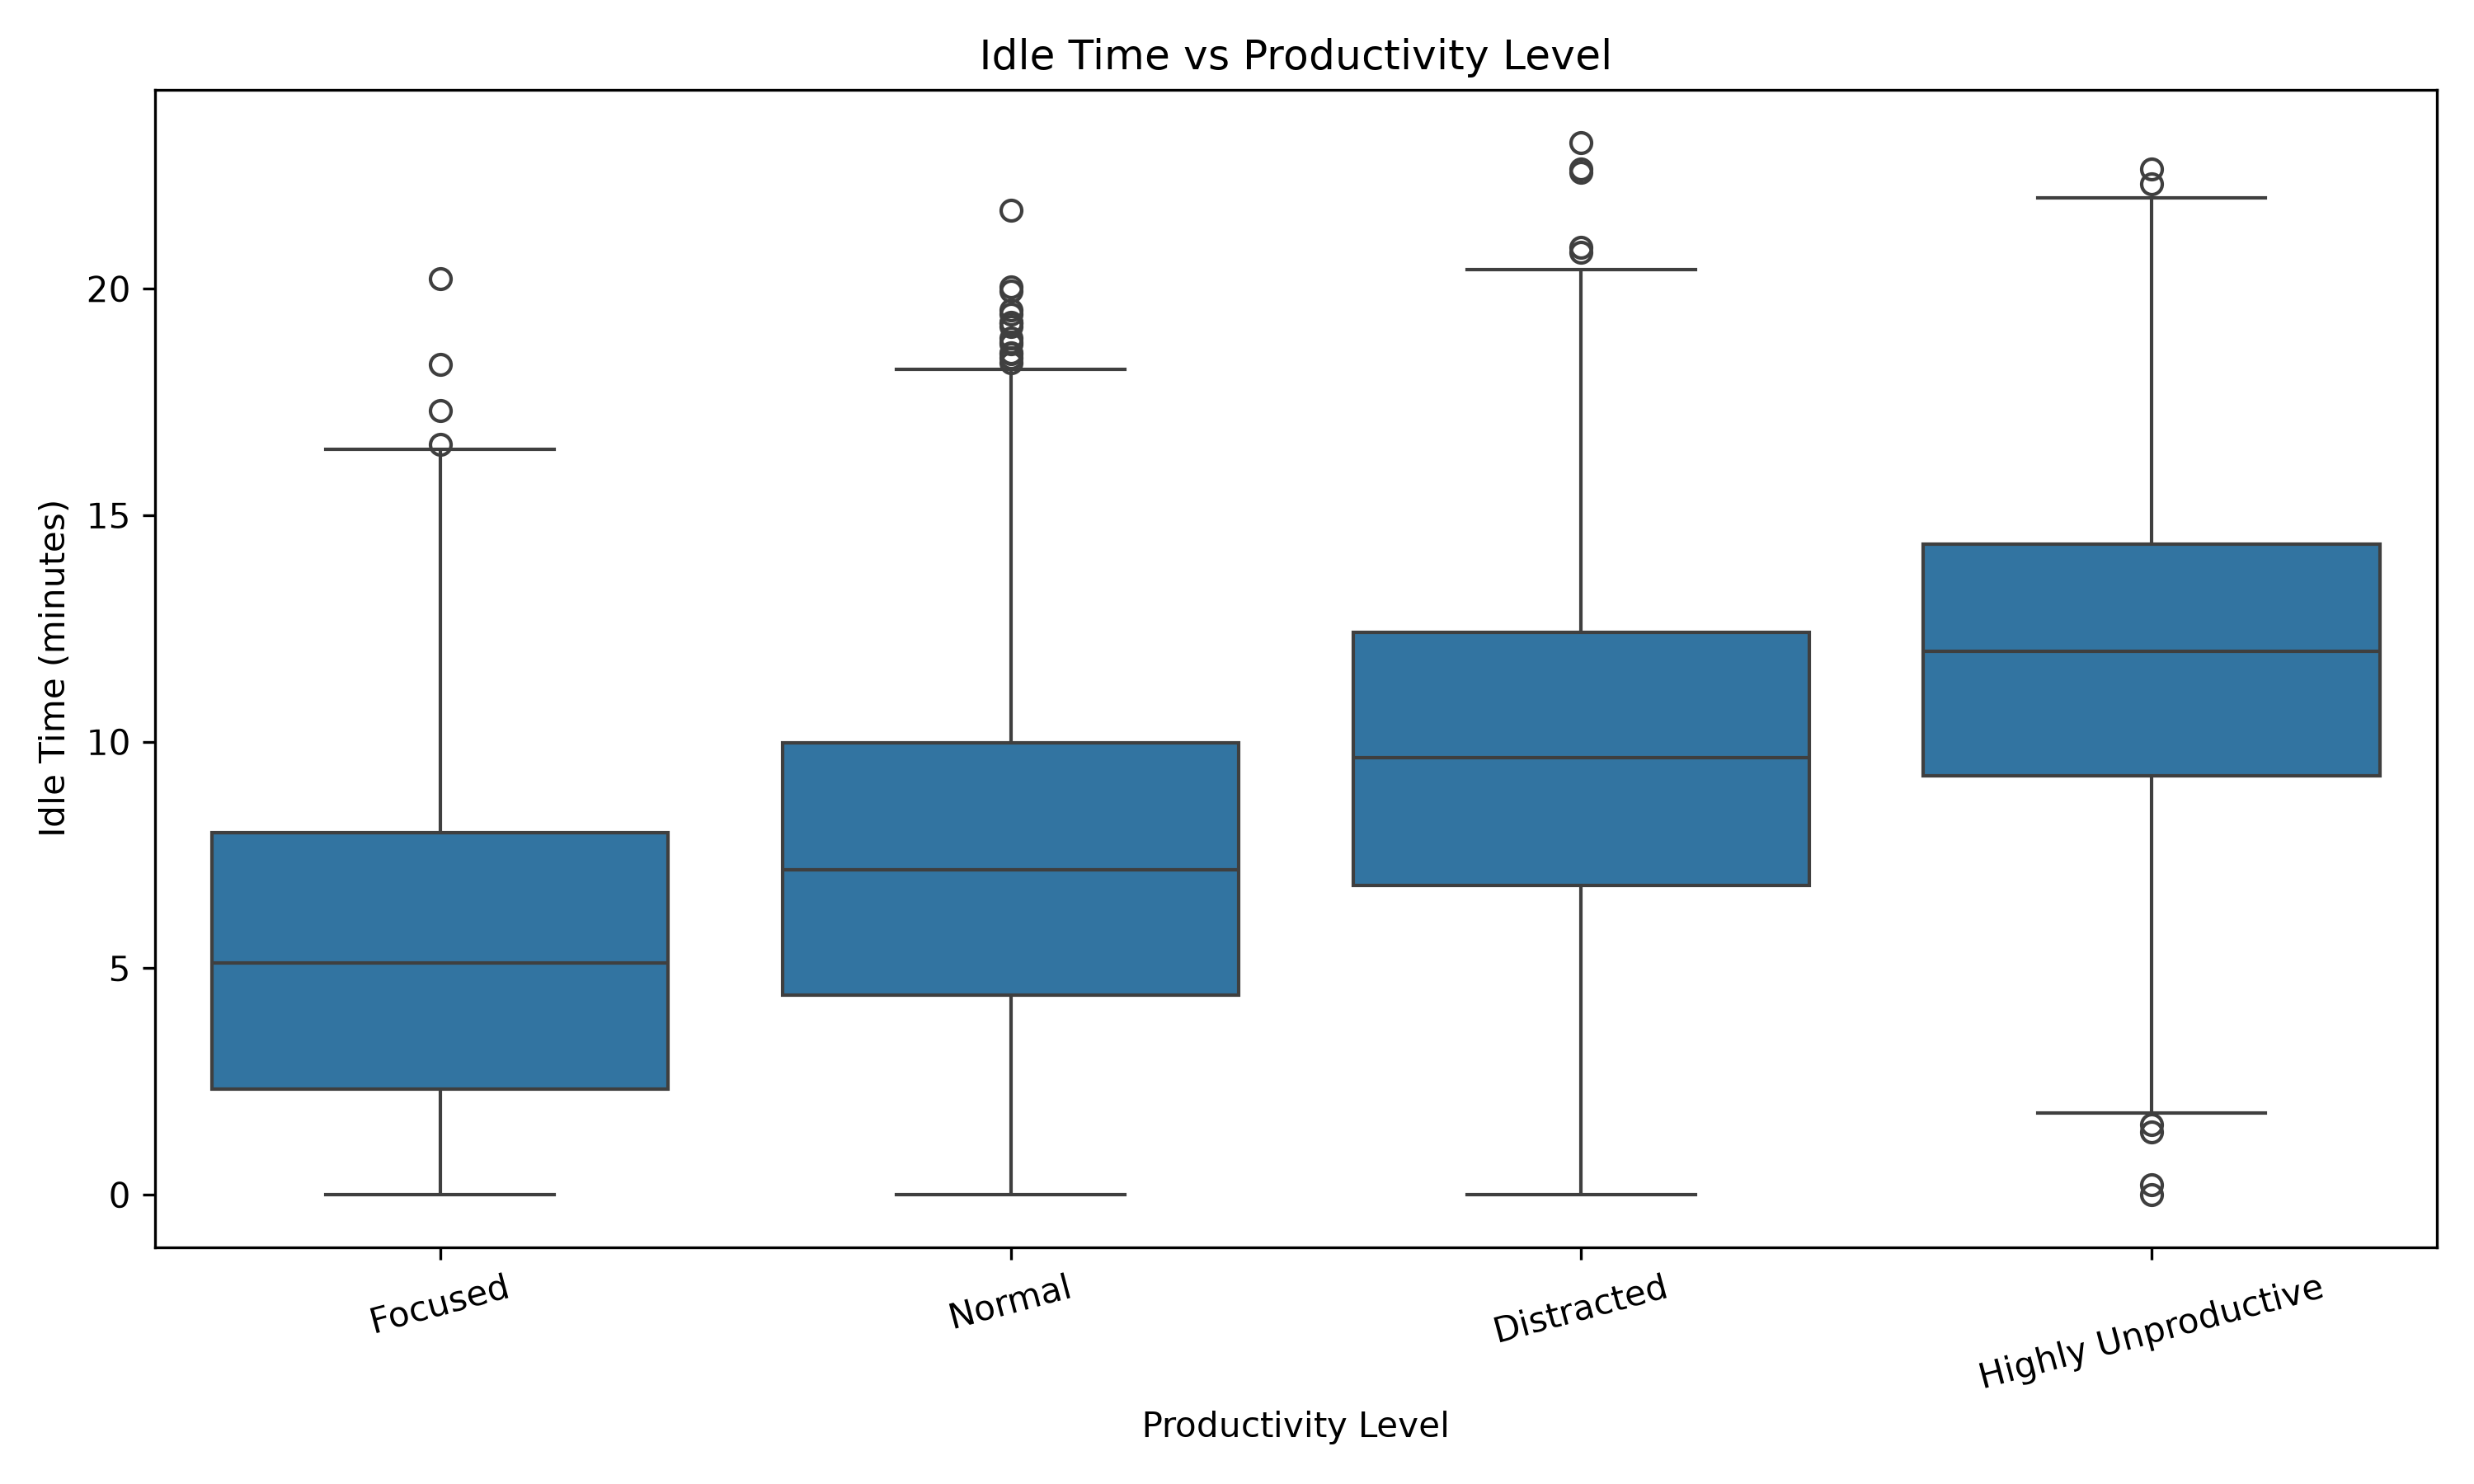 Idle Time vs Productivity Level
Idle Time (minutes)
20
15
10
5
0
Focused
Normal
Distracted
Highly Unproductive
Productivity Level